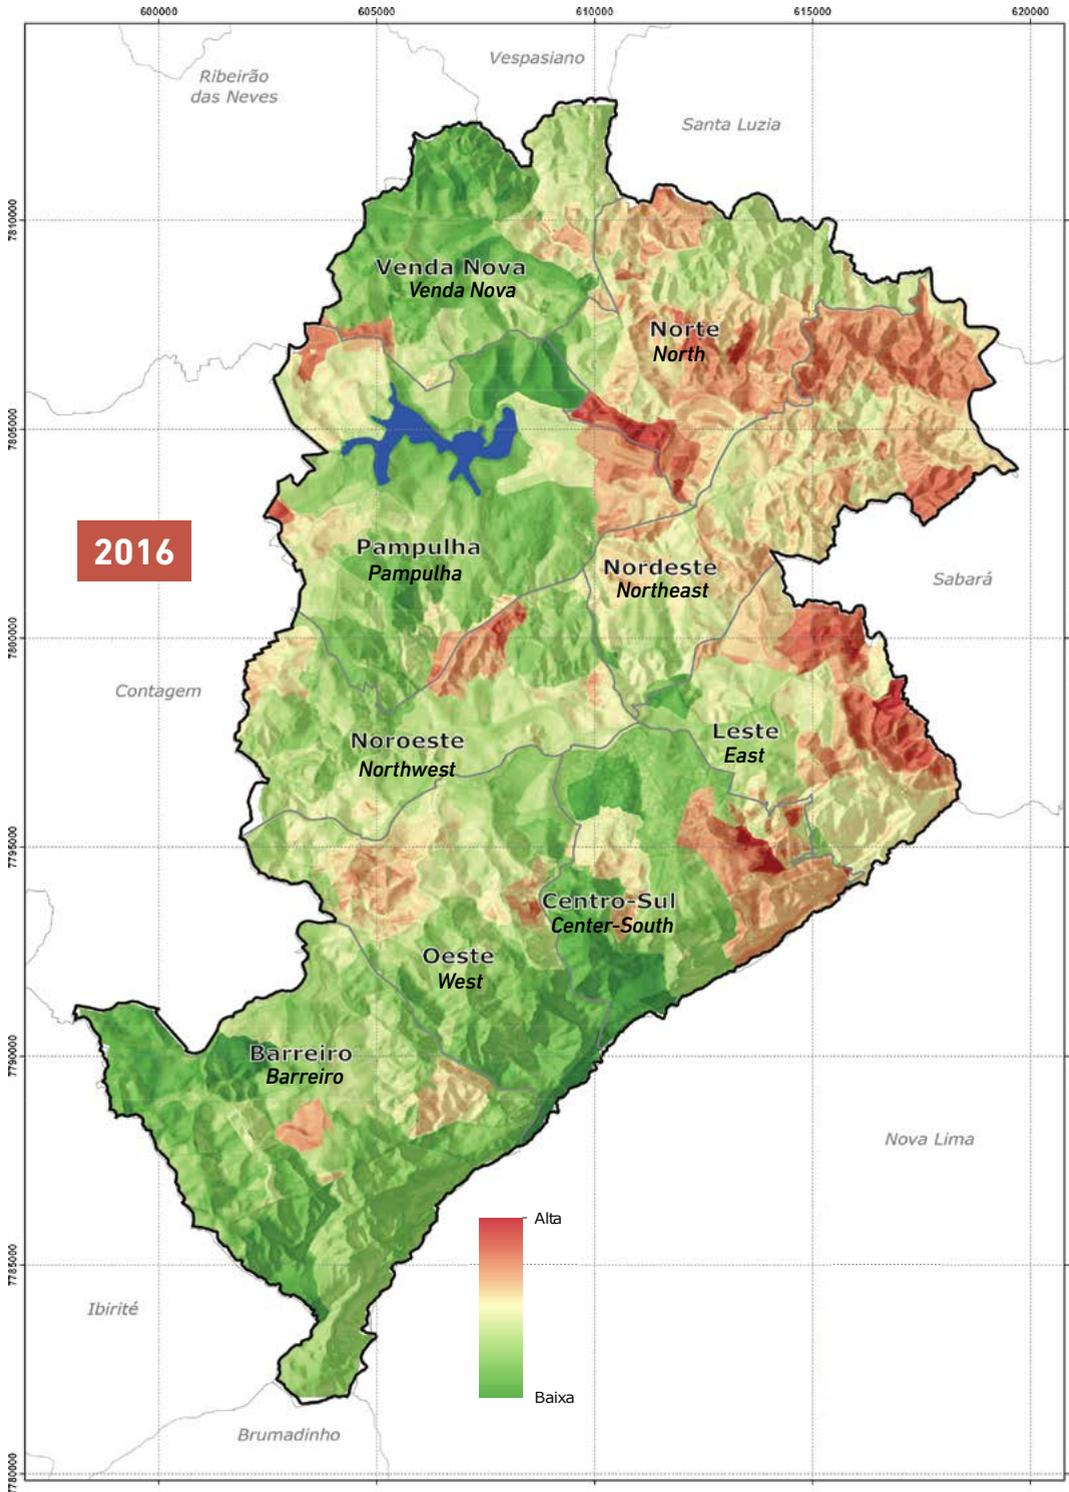 600000
605000
610000
615000
620000
Vespasiano
Ribeirão
das Neves
Santa Luzia
7810000
Venda Nova
Venda Nova
Norte
North
7805000
2016
Pampulha
Pampulha
Nordeste
Northeast
Sabará
7800000
Contagem
Leste
East
Noroeste
Northwest
7795000
Centro-Sul
Center-South
Oeste
West
7790000
Barreiro
Barreiro
Nova Lima
Alta
7785000
Ibirité
Baixa
Brumadinho
7780000